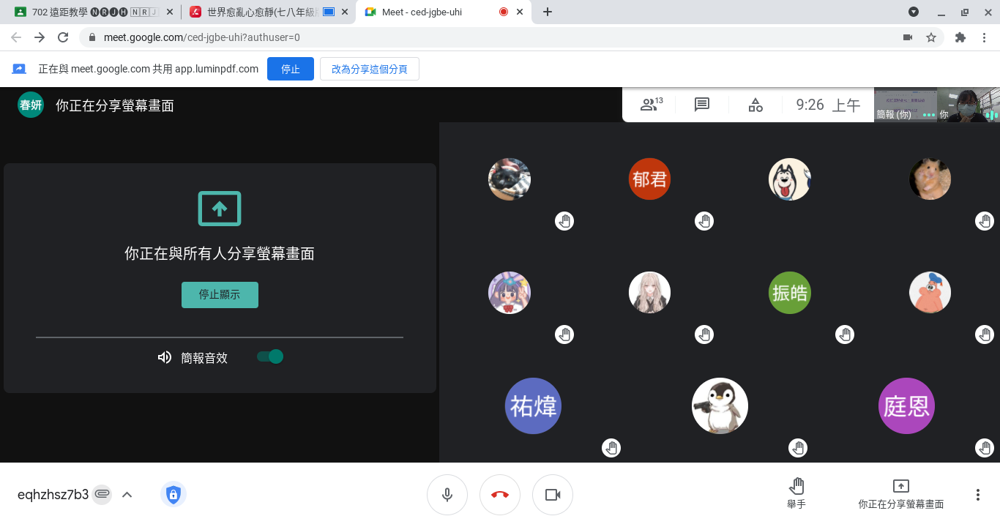 702 遠距教學 🅝🅡🅙🅗 🄽🅁🄹
世界愈亂心愈靜(七八年級
Meet - ced-jgbe-uhi
meet.google.com/ced-jgbe-uhi?authuser=0
正在與 meet.google.com 共用 app.luminpdf.com
停止
改為分享這個分頁
春妍
你正在分享螢幕畫面
13
9:26 上午
簡報 (你)
你
郁君
你正在與所有人分享螢幕畫面
停止顯示
振皓
簡報音效
祐煒
庭恩
eqhzhsz7b3
舉手
你正在分享螢幕畫面